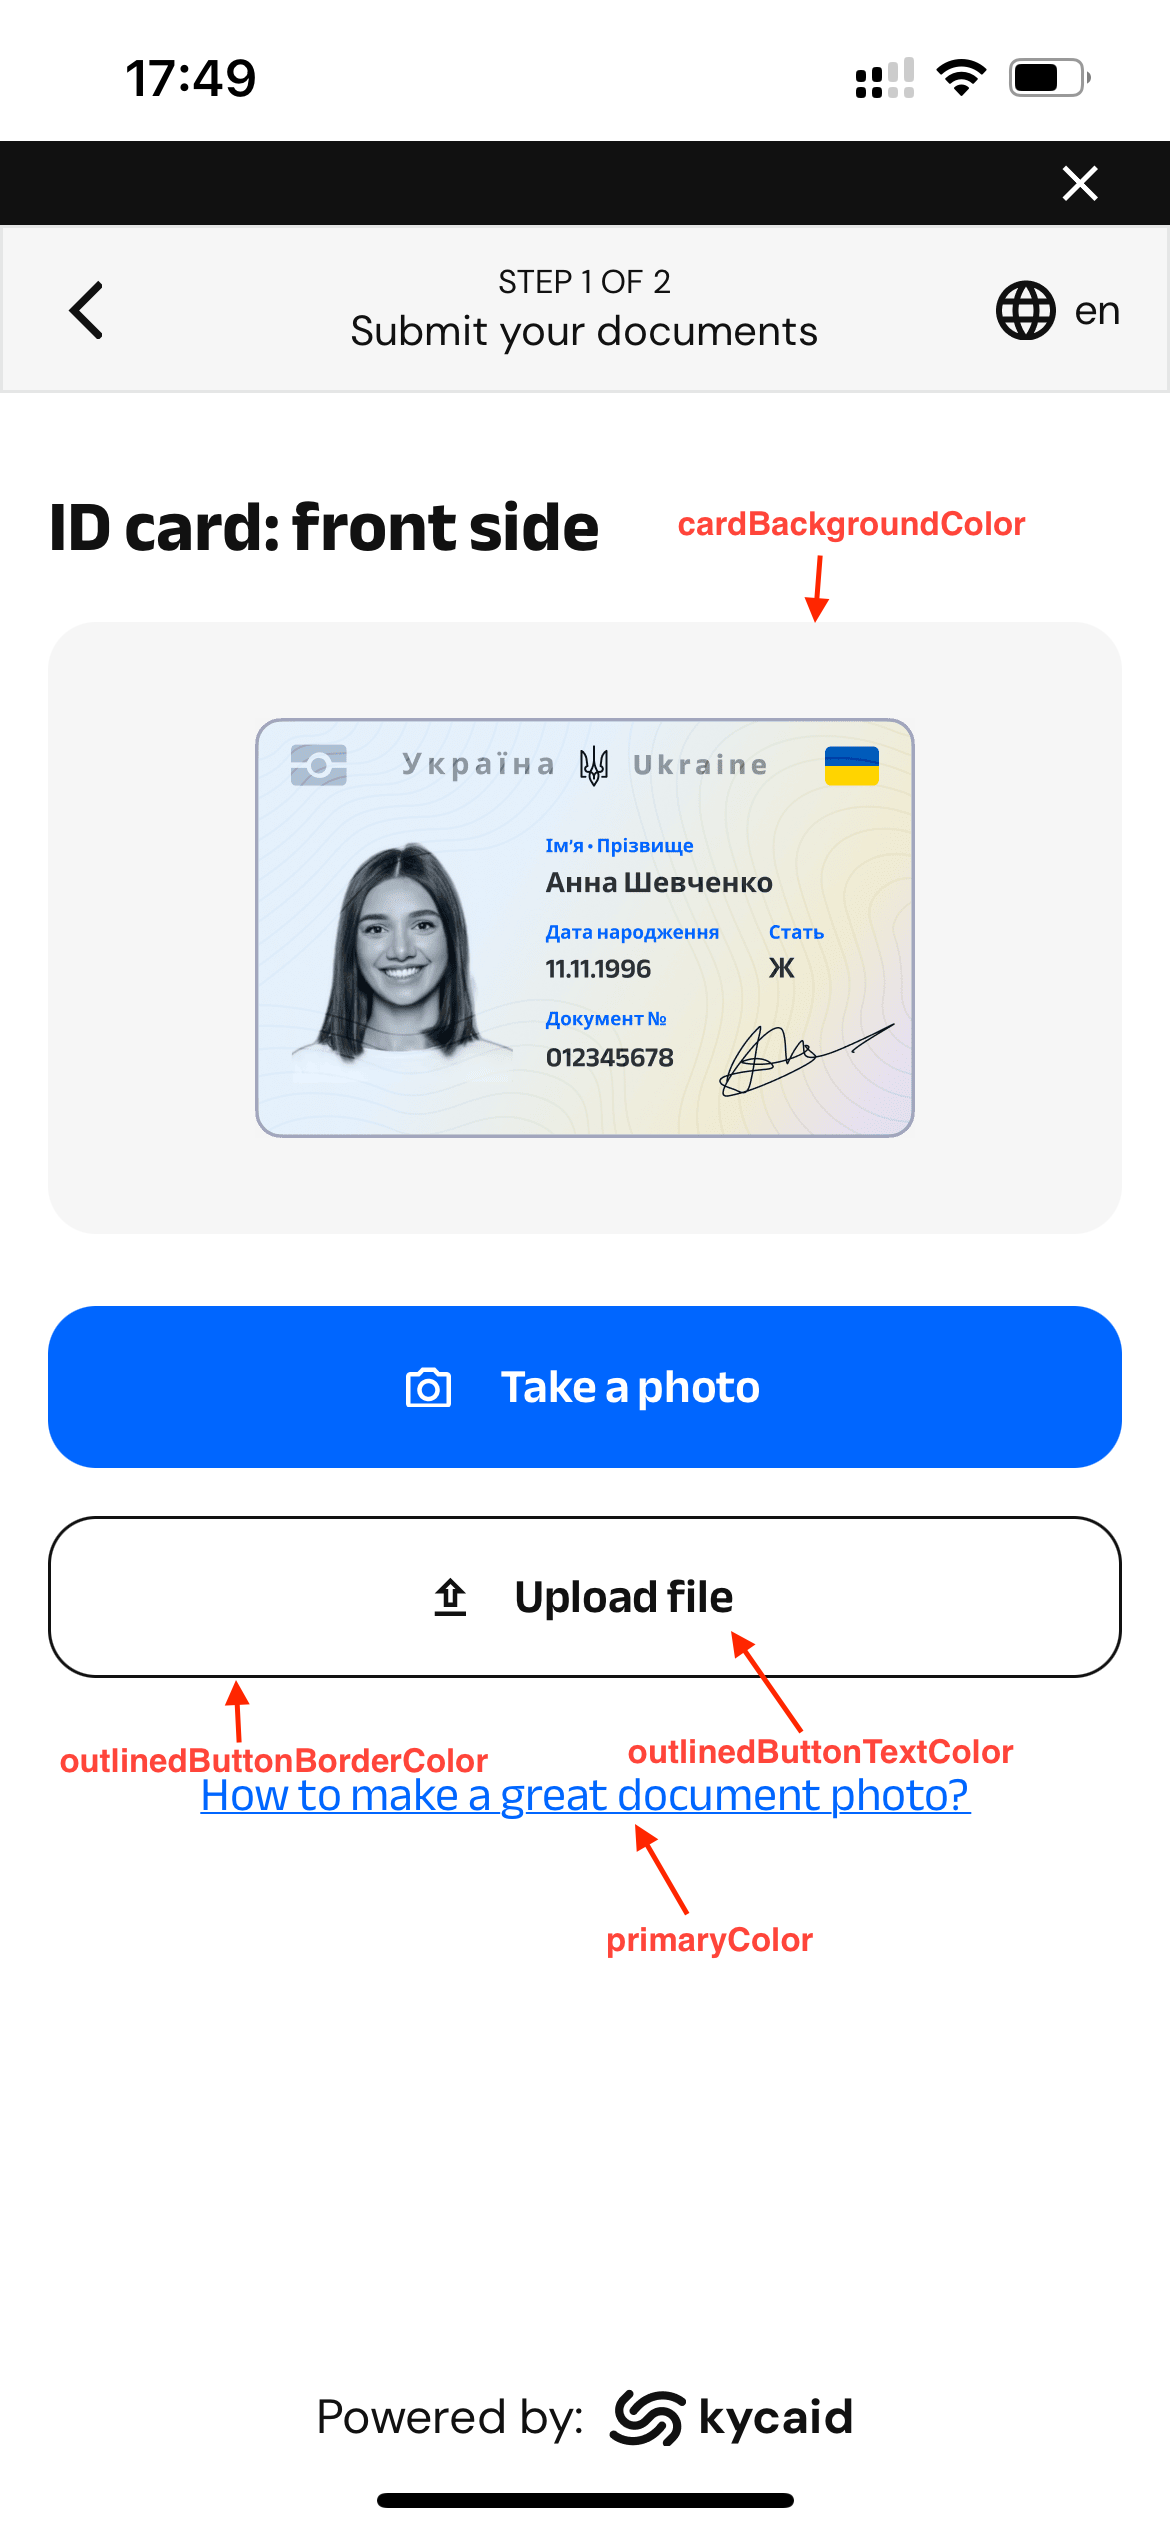 17:49
STEP 1 OF 2
Submit your documents
en
ID card: front side
cardBackgroundColor
Україна Ukraine
Ім'я • Прізвище
Анна Шевченко
Дата народження Стать
11.11.1996 Ж
Документ №
012345678
Take a photo
Upload file
outlinedButtonBorderColor
outlinedButtonTextColor
How to make a great document photo?
primaryColor
Powered by: kycaid